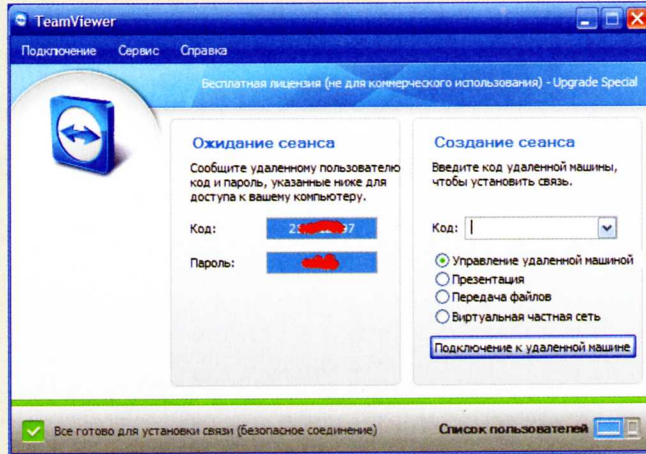 TeamViewer
Подключение Сервис Справка
Бесплатная лицензия (не для коммерческого использования) - Upgrade Special
Ожидание сеанса
Сообщите удаленному пользователю
код и пароль, указанные ниже для
доступа к вашему компьютеру.
Код:
Пароль:
Создание сеанса
Введите код удаленной машины,
чтобы установить связь.
Код:
Управление удаленной машиной
Презентация
Передача файлов
Виртуальная частная сеть
Подключение к удаленной машине
Все готово для установки связи (безопасное соединение)
Список пользователей